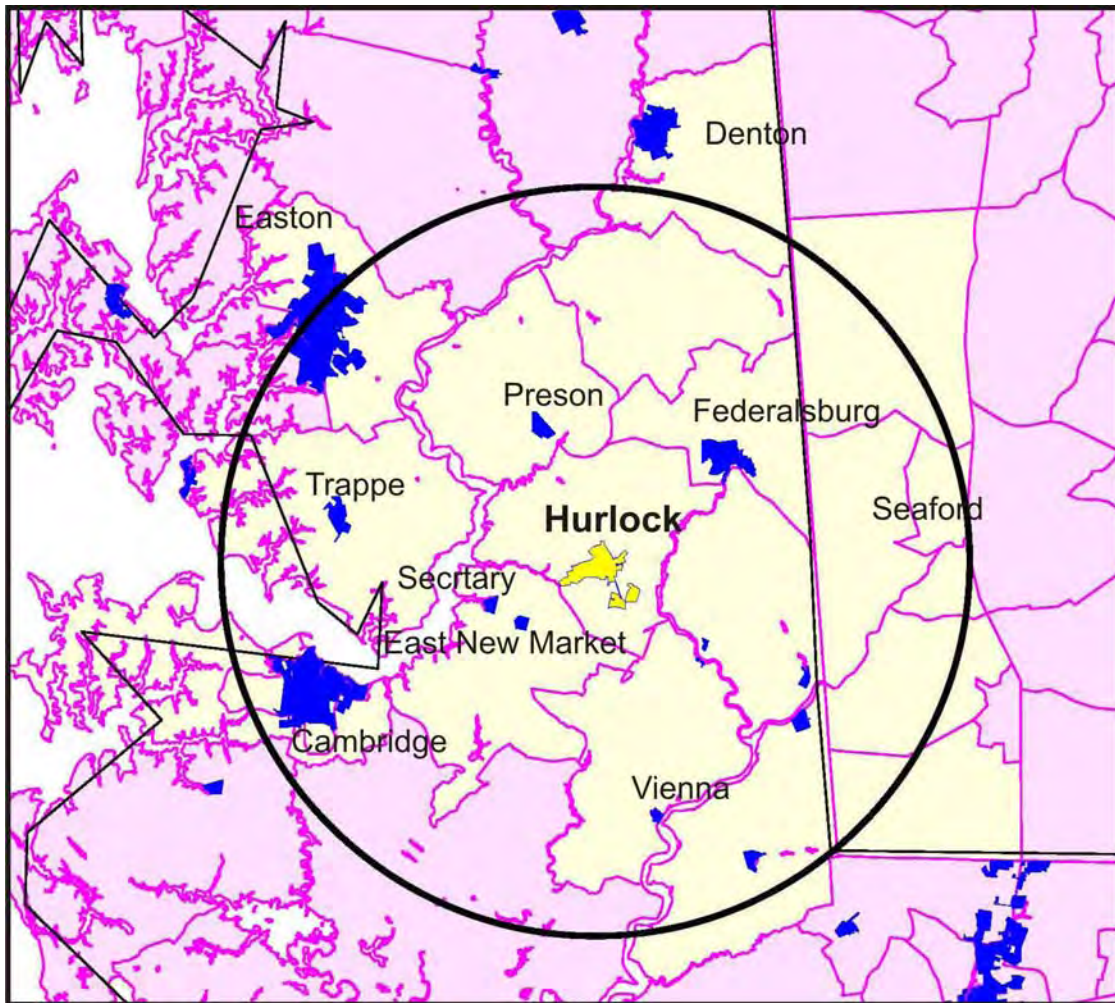 Denton
Easton
Preson
Federalsburg
Trappe
Seaford
Hurlock
Secrtary
East New Market
Cambridge
Vienna